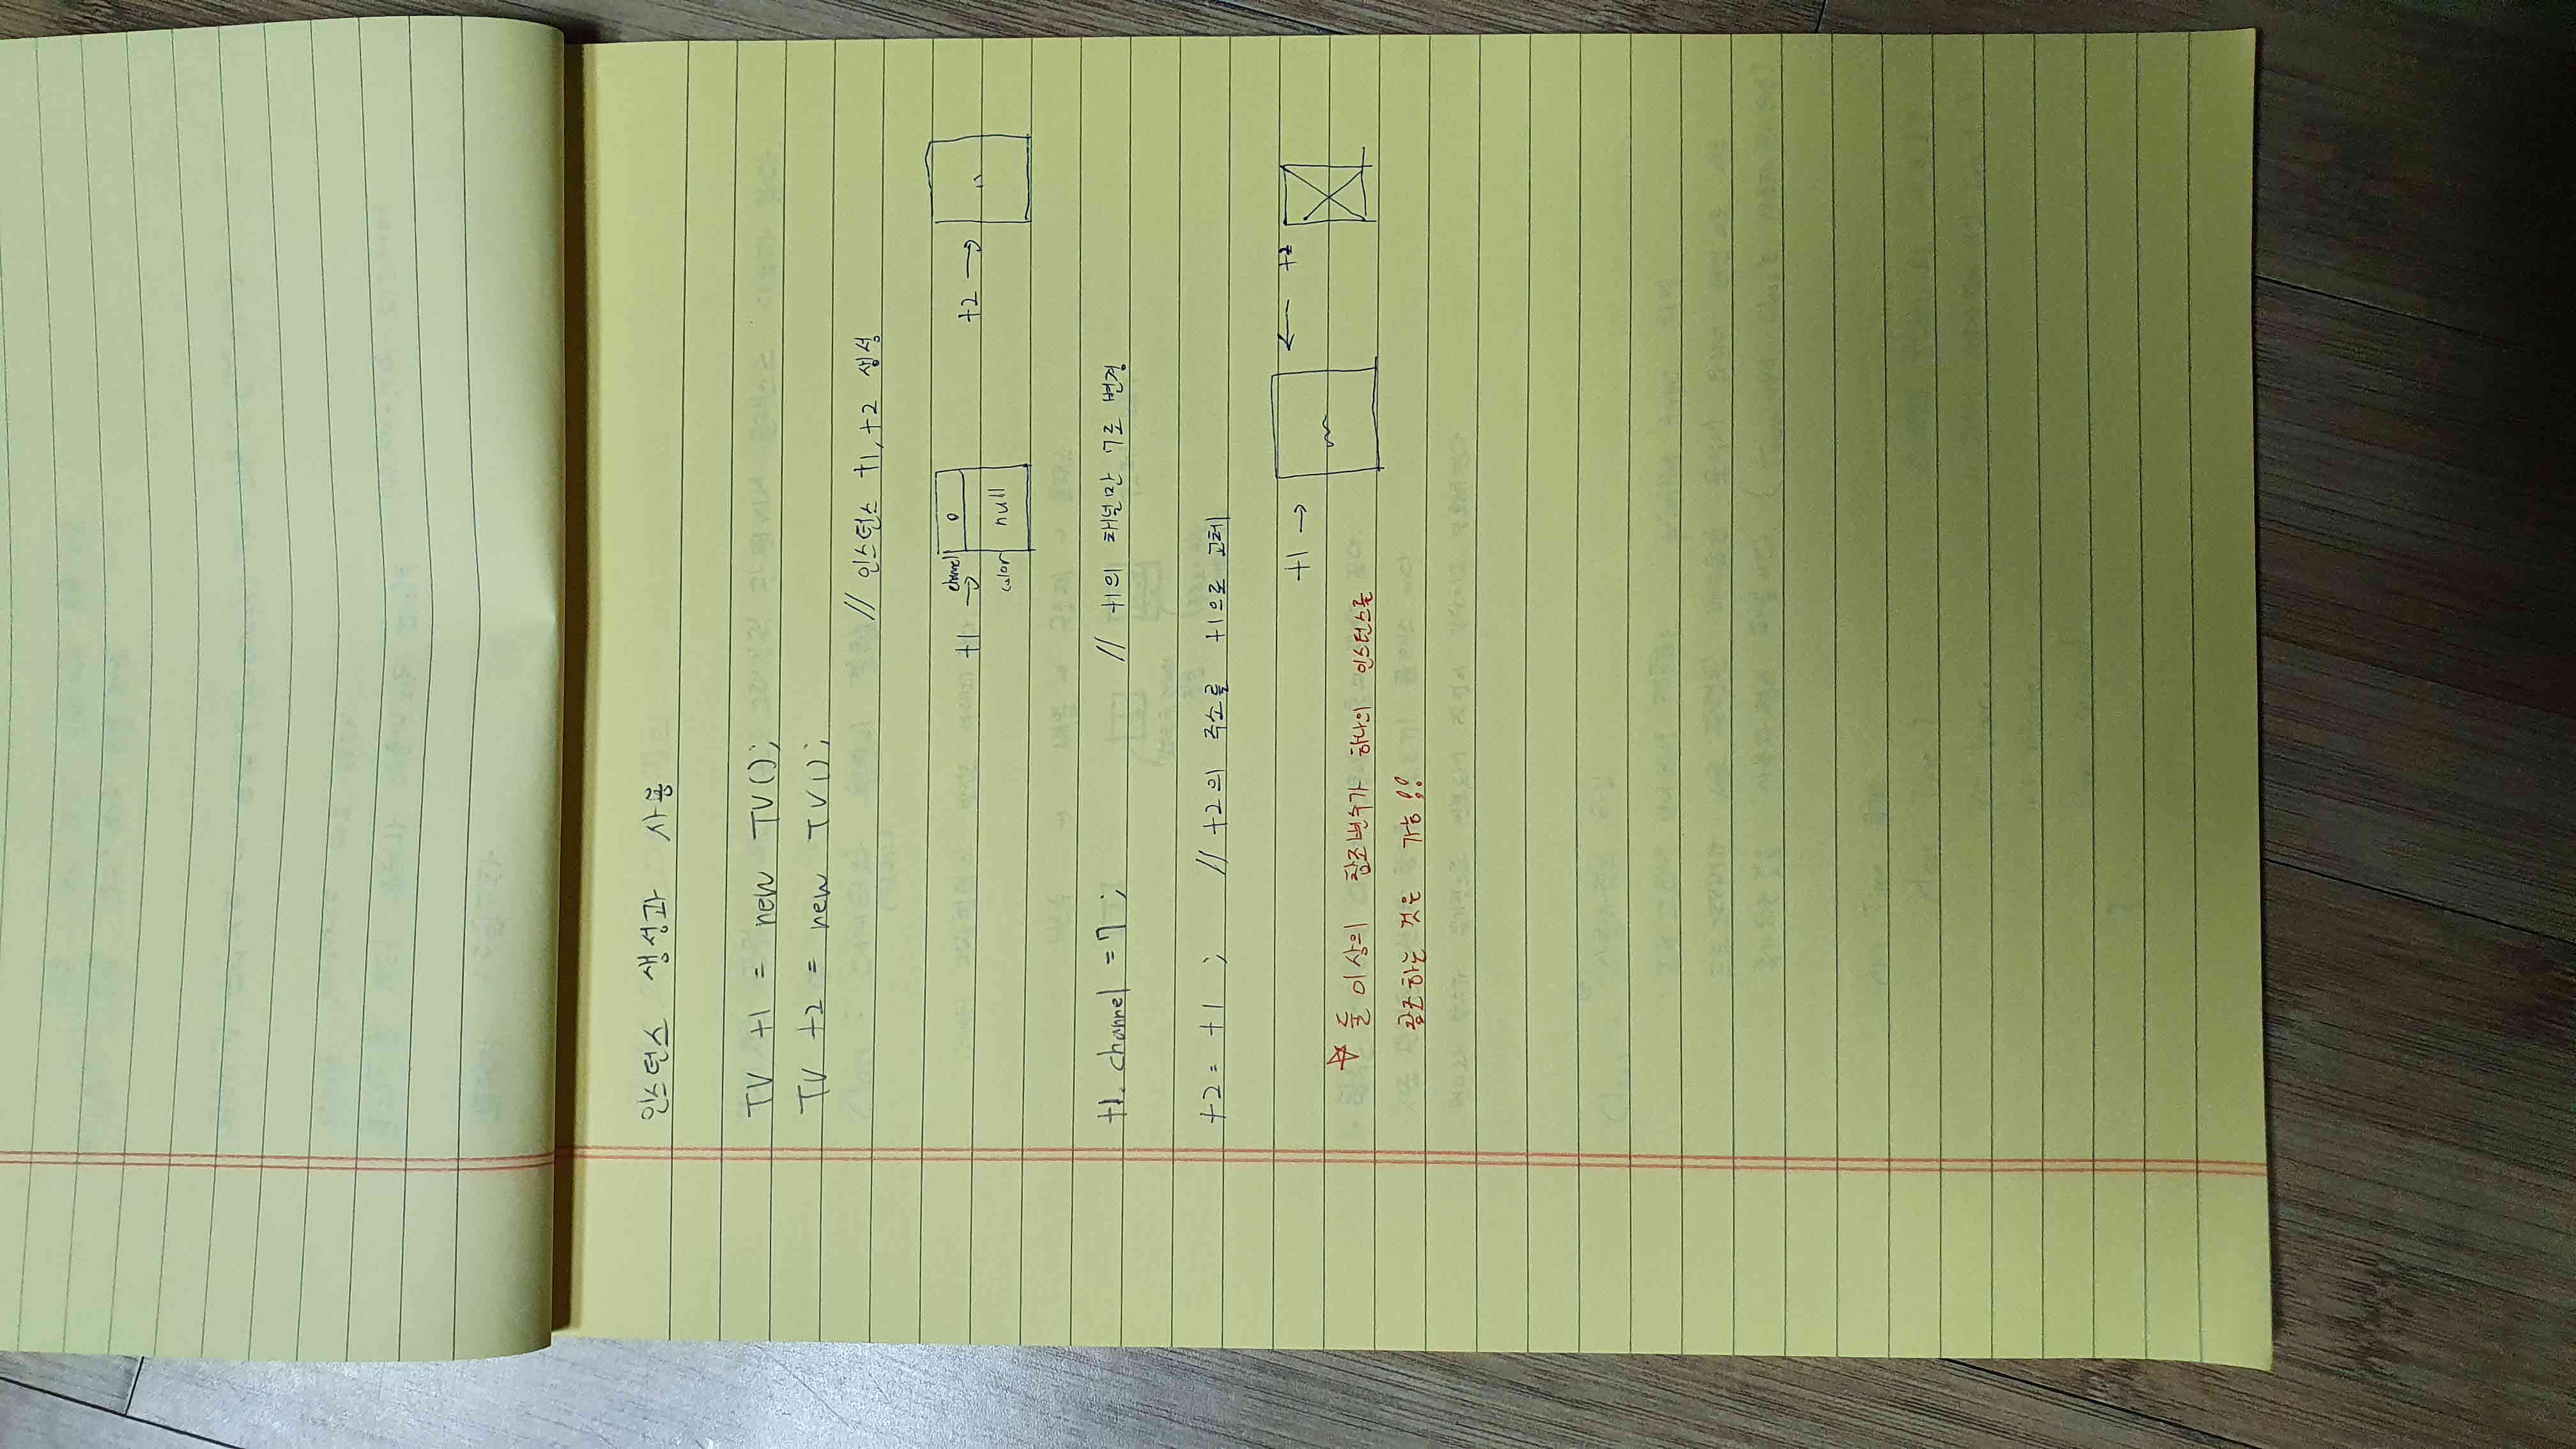 인스턴스 생성과 사용
TV t1 = new TV();
TV t2 = new TV();
// 인스턴스 t1, t2 생성
t1 → channel 0 t2 → 〃
color null
t1. channel = 7 ; // t1의 채널만 7로 변경
t2 = t1 ; // t2의 주소를 t1으로 교체
t1 → ← t2
☆ 둘 이상의 참조변수가 하나의 인스턴스를
공조하는 것은 가능!!